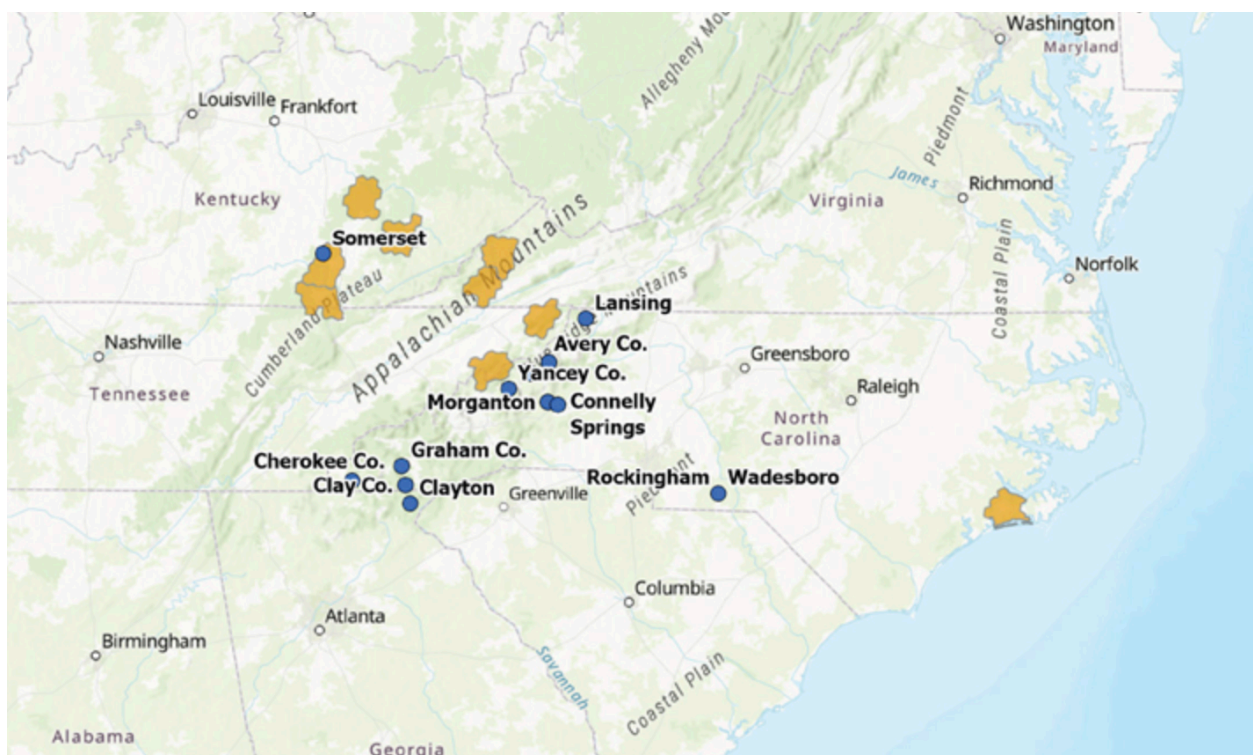 Washington
Maryland
Allegheny Mou
Louisville
Frankfort
Piedmont
James
Richmond
Kentucky
Virginia
Somerset
Coastal Plain
Norfolk
Appalachian Mountains
Cumberland Plateau
Lansing
Nashville
Avery Co.
Greensboro
Tennessee
Yancey Co.
Raleigh
Morganton
Connelly
Springs
North
Carolina
Cherokee Co.
Graham Co.
Clay Co.
Clayton
Greenville
Rockingham
Wadesboro
Columbia
Atlanta
Birmingham
Savannah
Coastal Plain
Alabama
Georgia